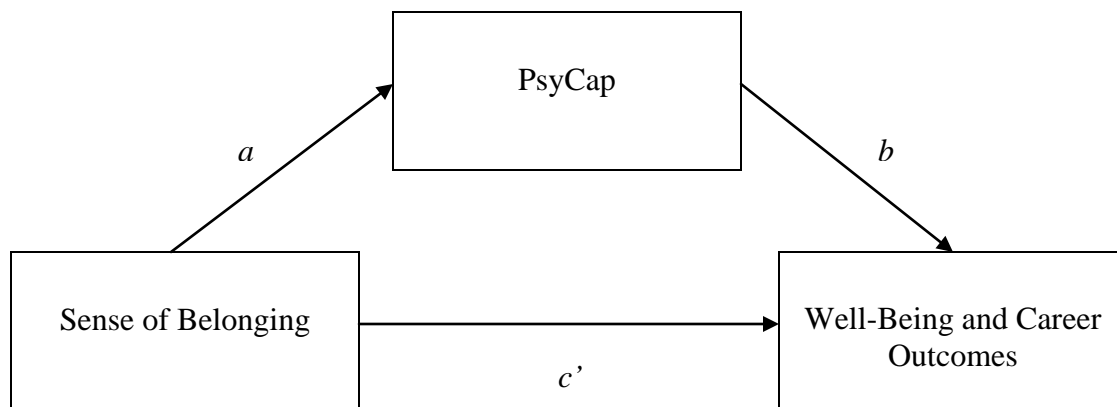 PsyCap
a
b
Sense of Belonging
Well-Being and Career
Outcomes
c’